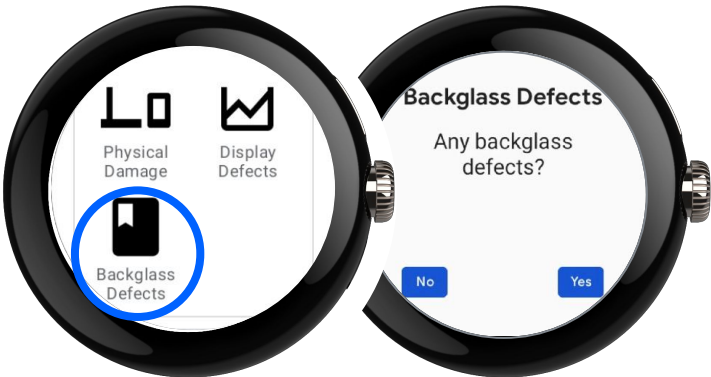 Physical
Damage
Display
Defects
Backglass
Defects
Backglass Defects
Any backglass
defects?
No
Yes